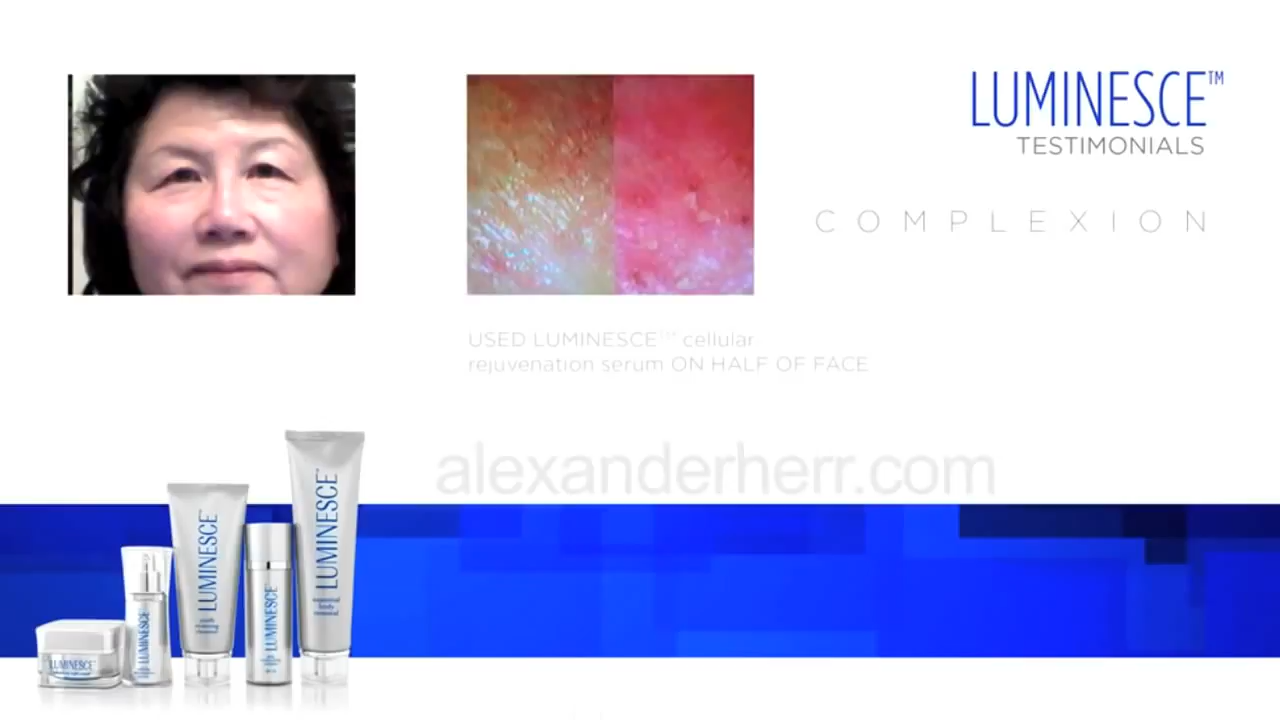 LUMINESCE™
TESTIMONIALS
COMPLEXION
USED LUMINESCE™ cellular
rejuvenation serum ON HALF OF FACE
alexanderherr.com
LUMINESCE
LUMINESCE
LUMINESCE
LUMINESCE
LUMINESCE